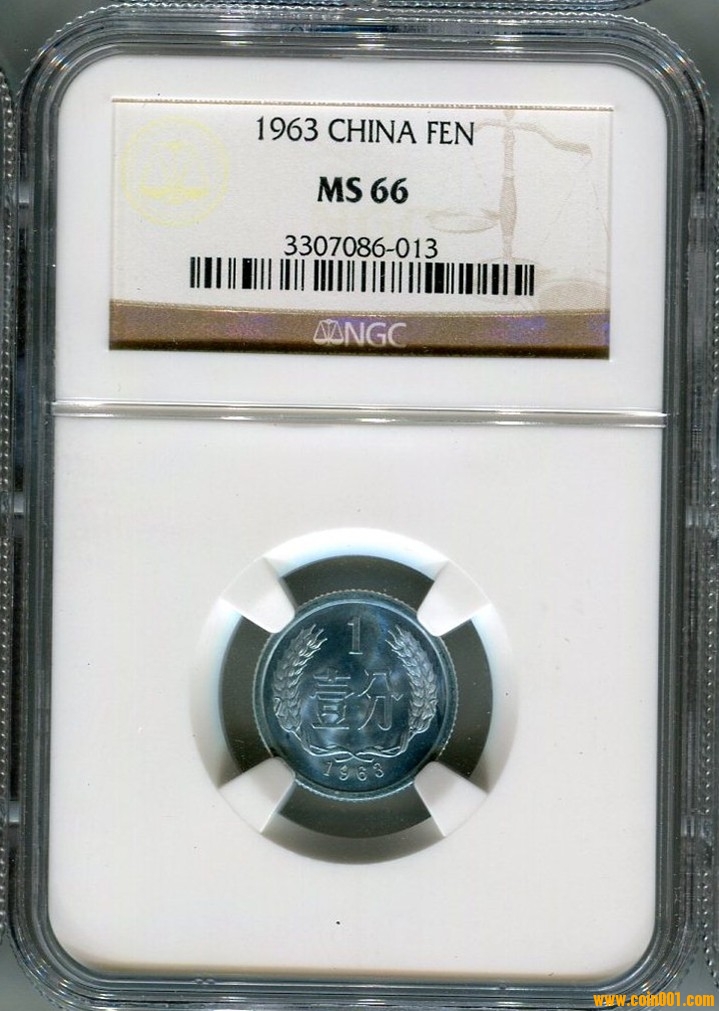 1963 CHINA FEN
MS 66
3307086-013
NGC
1
壹分
1963
www.coin001.com